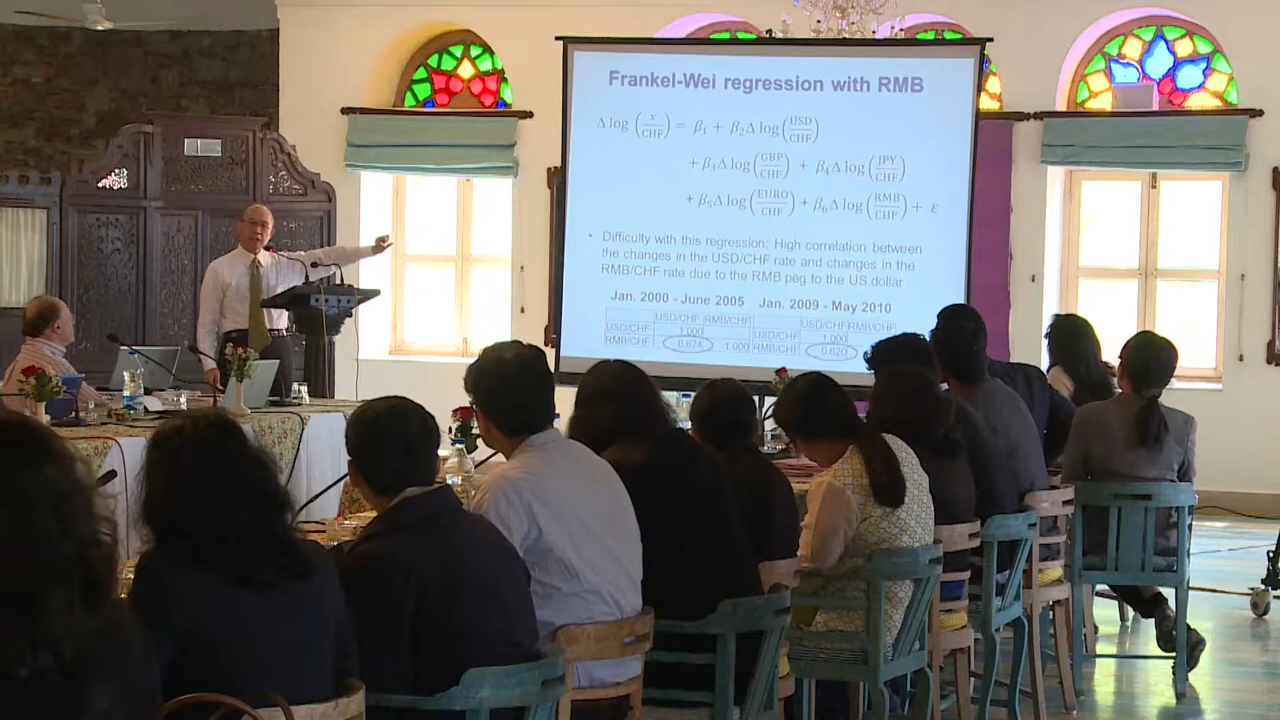 Frankel-Wei regression with RMB
Δ log (x/CHF) = β₁ + β₂Δ log (USD/CHF)
+ β₃Δ log (GBP/CHF) + β₄Δ log (JPY/CHF)
+ β₅Δ log (EURO/CHF) + β₆Δ log (RMB/CHF) + ε
• Difficulty with this regression: High correlation between
the changes in the USD/CHF rate and changes in the
RMB/CHF rate due to the RMB peg to the US dollar
Jan. 2000 - June 2005 Jan. 2009 - May 2010
USD/CHF RMB/CHF USD/CHF RMB/CHF
USD/CHF 1.000 USD/CHF 1.000
RMB/CHF 0.624 1.000 RMB/CHF 0.620